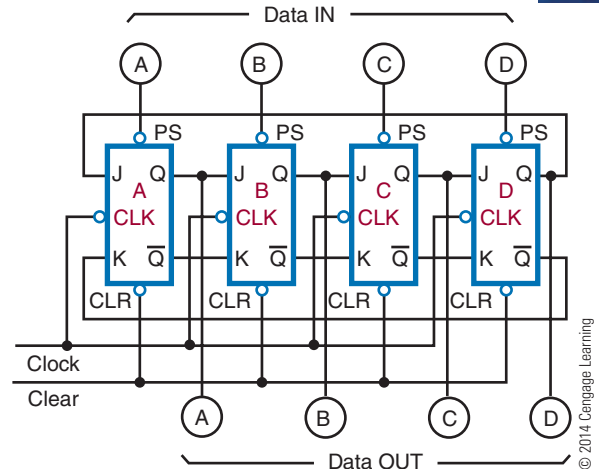 Data IN
A B C D
PS PS PS PS
J Q J Q J Q J Q
A B C D
CLK CLK CLK CLK
K Q̅ K Q̅ K Q̅ K Q̅
CLR CLR CLR CLR
Clock
Clear
A B C D
Data OUT
© 2014 Cengage Learning